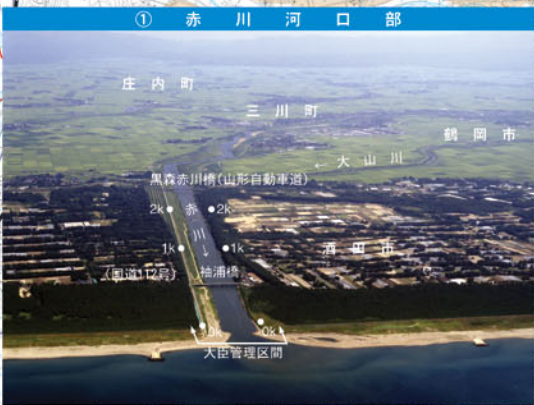 ① 赤川河口部
庄内町
三川町
鶴岡市
← 大山川
黒森赤川橋(山形自動車道)
2k
2k
赤川↓
1k
1k
酒田市
(国道112号)
袖浦橋
0k
0k
大臣管理区間